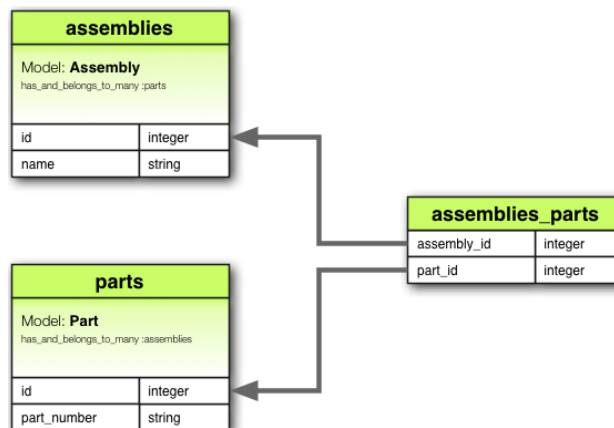 assemblies
Model: Assembly
has_and_belongs_to_many :parts
id integer
name string
assemblies_parts
assembly_id integer
part_id integer
parts
Model: Part
has_and_belongs_to_many :assemblies
id integer
part_number string